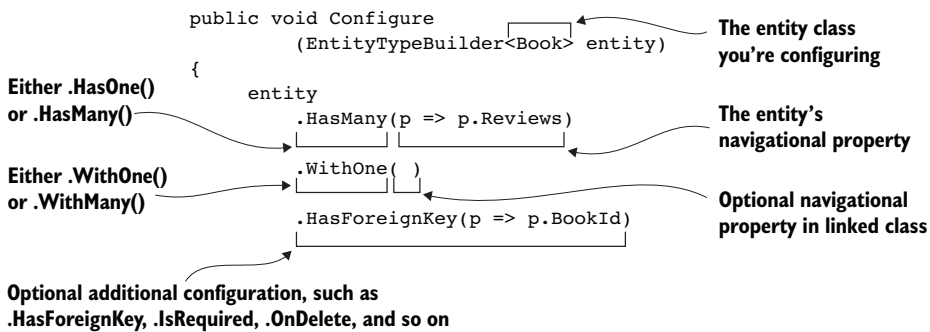 public void Configure
(EntityTypeBuilder<Book> entity)
{
entity
.HasMany(p => p.Reviews)
.WithOne( )
.HasForeignKey(p => p.BookId)
The entity class
you're configuring
Either .HasOne()
or .HasMany()
The entity's
navigational property
Either .WithOne()
or .WithMany()
Optional navigational
property in linked class
Optional additional configuration, such as
.HasForeignKey, .IsRequired, .OnDelete, and so on